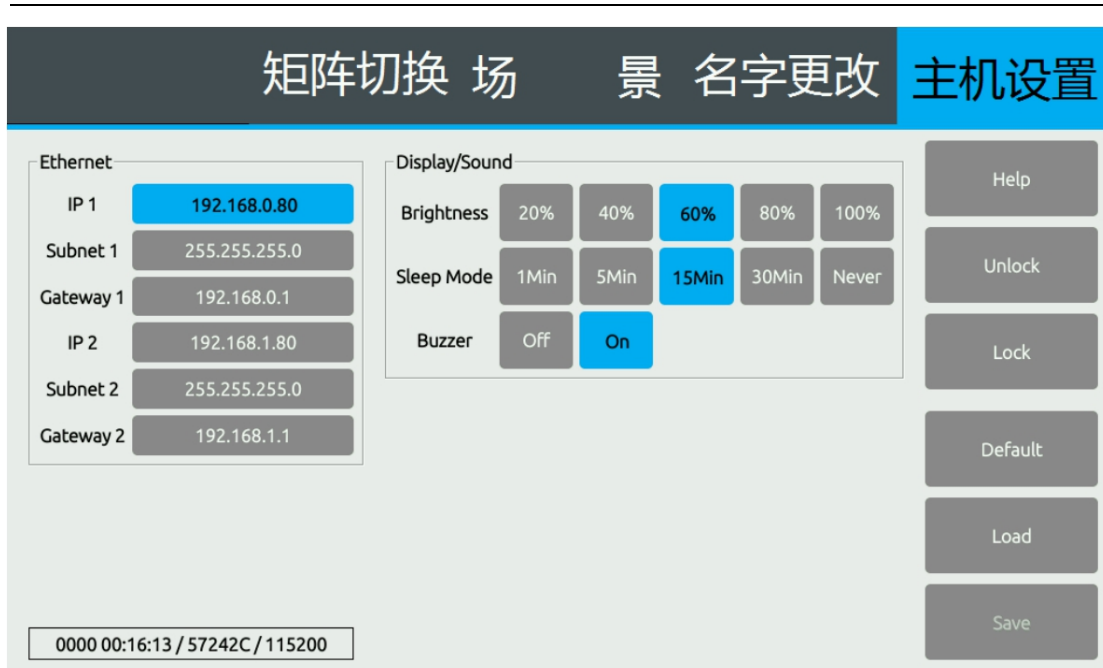 矩阵切换 场 景 名字更改 主机设置
Ethernet
IP 1 192.168.0.80
Subnet 1 255.255.255.0
Gateway 1 192.168.0.1
IP 2 192.168.1.80
Subnet 2 255.255.255.0
Gateway 2 192.168.1.1
Display/Sound
Brightness 20% 40% 60% 80% 100%
Sleep Mode 1Min 5Min 15Min 30Min Never
Buzzer Off On
Help
Unlock
Lock
Default
Load
Save
0000 00:16:13 / 57242C / 115200